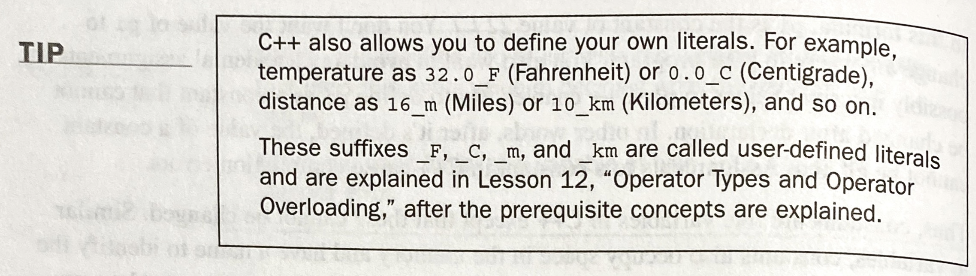 TIP
C++ also allows you to define your own literals. For example,
temperature as 32.0_F (Fahrenheit) or 0.0_C (Centigrade),
distance as 16_m (Miles) or 10_km (Kilometers), and so on.
These suffixes _F, _C, _m, and _km are called user-defined literals
and are explained in Lesson 12, “Operator Types and Operator
Overloading,” after the prerequisite concepts are explained.